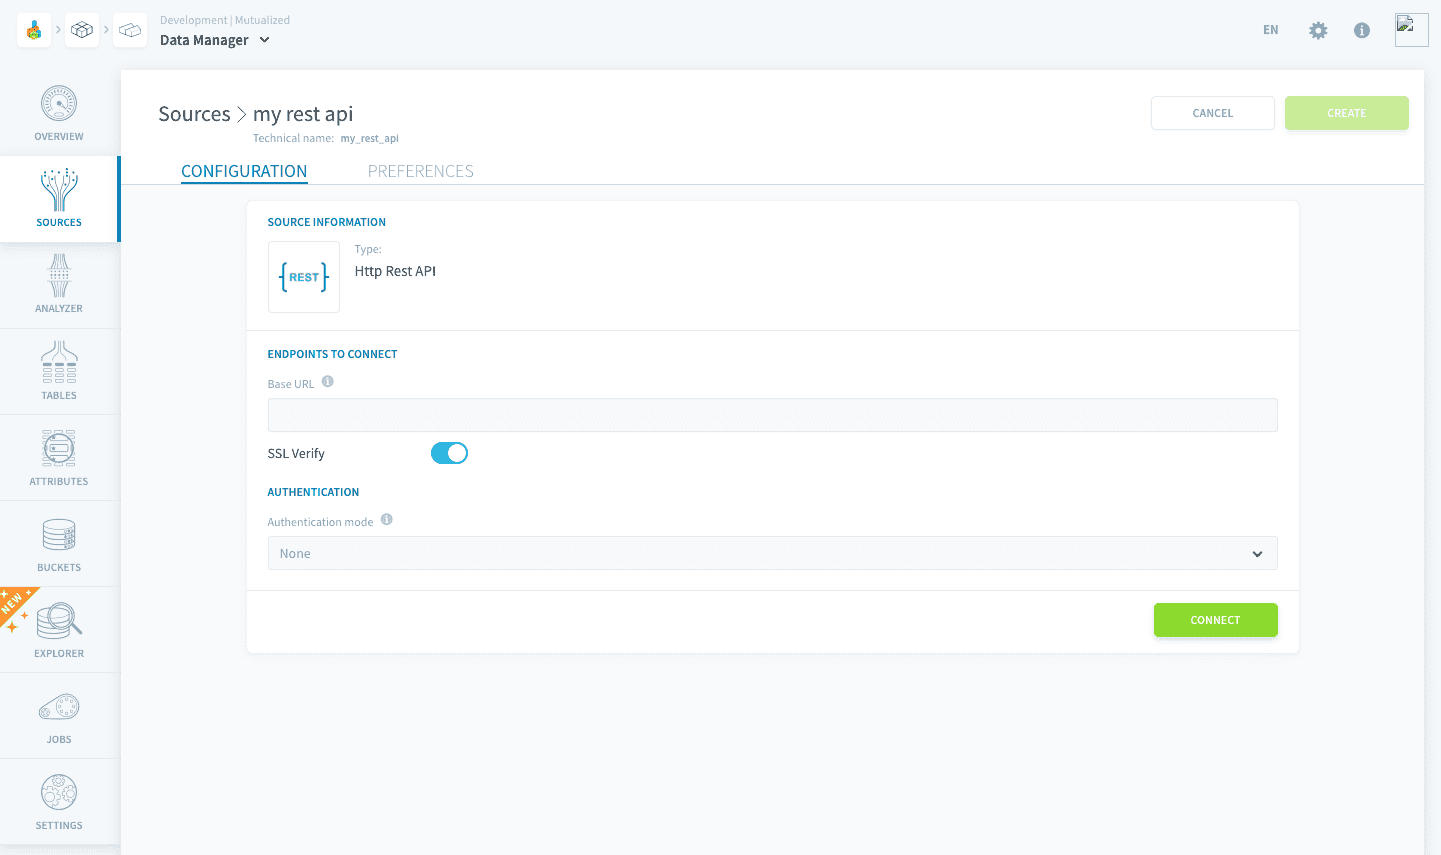 Development | Mutualized
Data Manager
EN
OVERVIEW
SOURCES
ANALYZER
TABLES
ATTRIBUTES
BUCKETS
NEW
EXPLORER
JOBS
SETTINGS
Sources > my rest api
Technical name: my_rest_api
CANCEL
CREATE
CONFIGURATION
PREFERENCES
SOURCE INFORMATION
{REST}
Type:
Http Rest API
ENDPOINTS TO CONNECT
Base URL
SSL Verify
AUTHENTICATION
Authentication mode
None
CONNECT